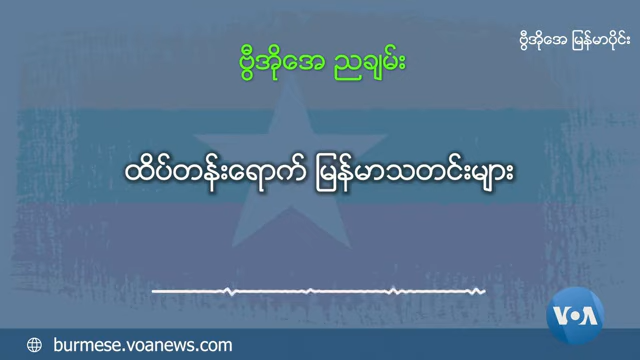 ဗွီအိုအေ မြန်မာပိုင်း
ဗွီအိုအေ ညချမ်း
ထိပ်တန်းရောက် မြန်မာသတင်းများ
VOA
burmese.voanews.com